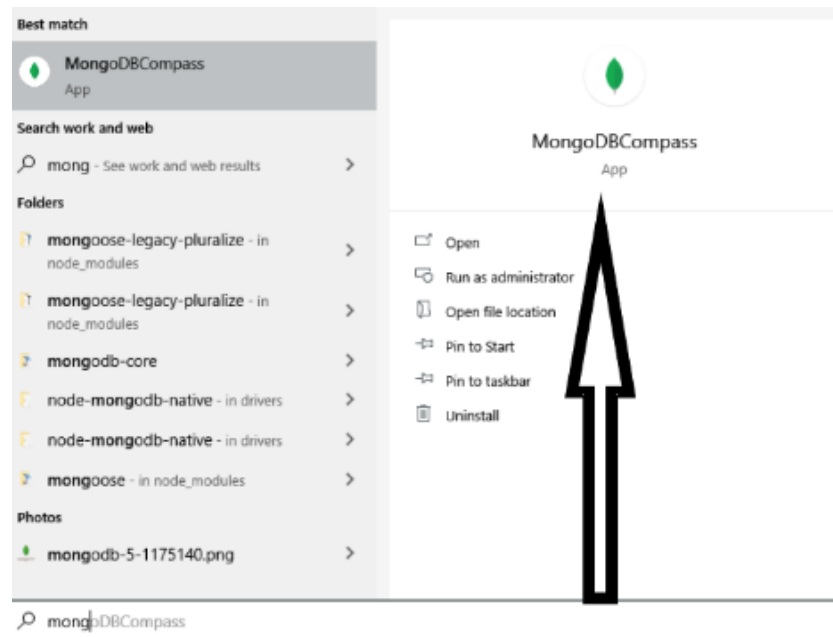 Best match
MongoDBCompass
App
Search work and web
mong - See work and web results
Folders
mongoose-legacy-pluralize - in
node_modules
mongoose-legacy-pluralize - in
node_modules
mongodb-core
node-mongodb-native - in drivers
node-mongodb-native - in drivers
mongoose - in node_modules
Photos
mongodb-5-1175140.png
mongoDBCompass
MongoDBCompass
App
Open
Run as administrator
Open file location
Pin to Start
Pin to taskbar
Uninstall